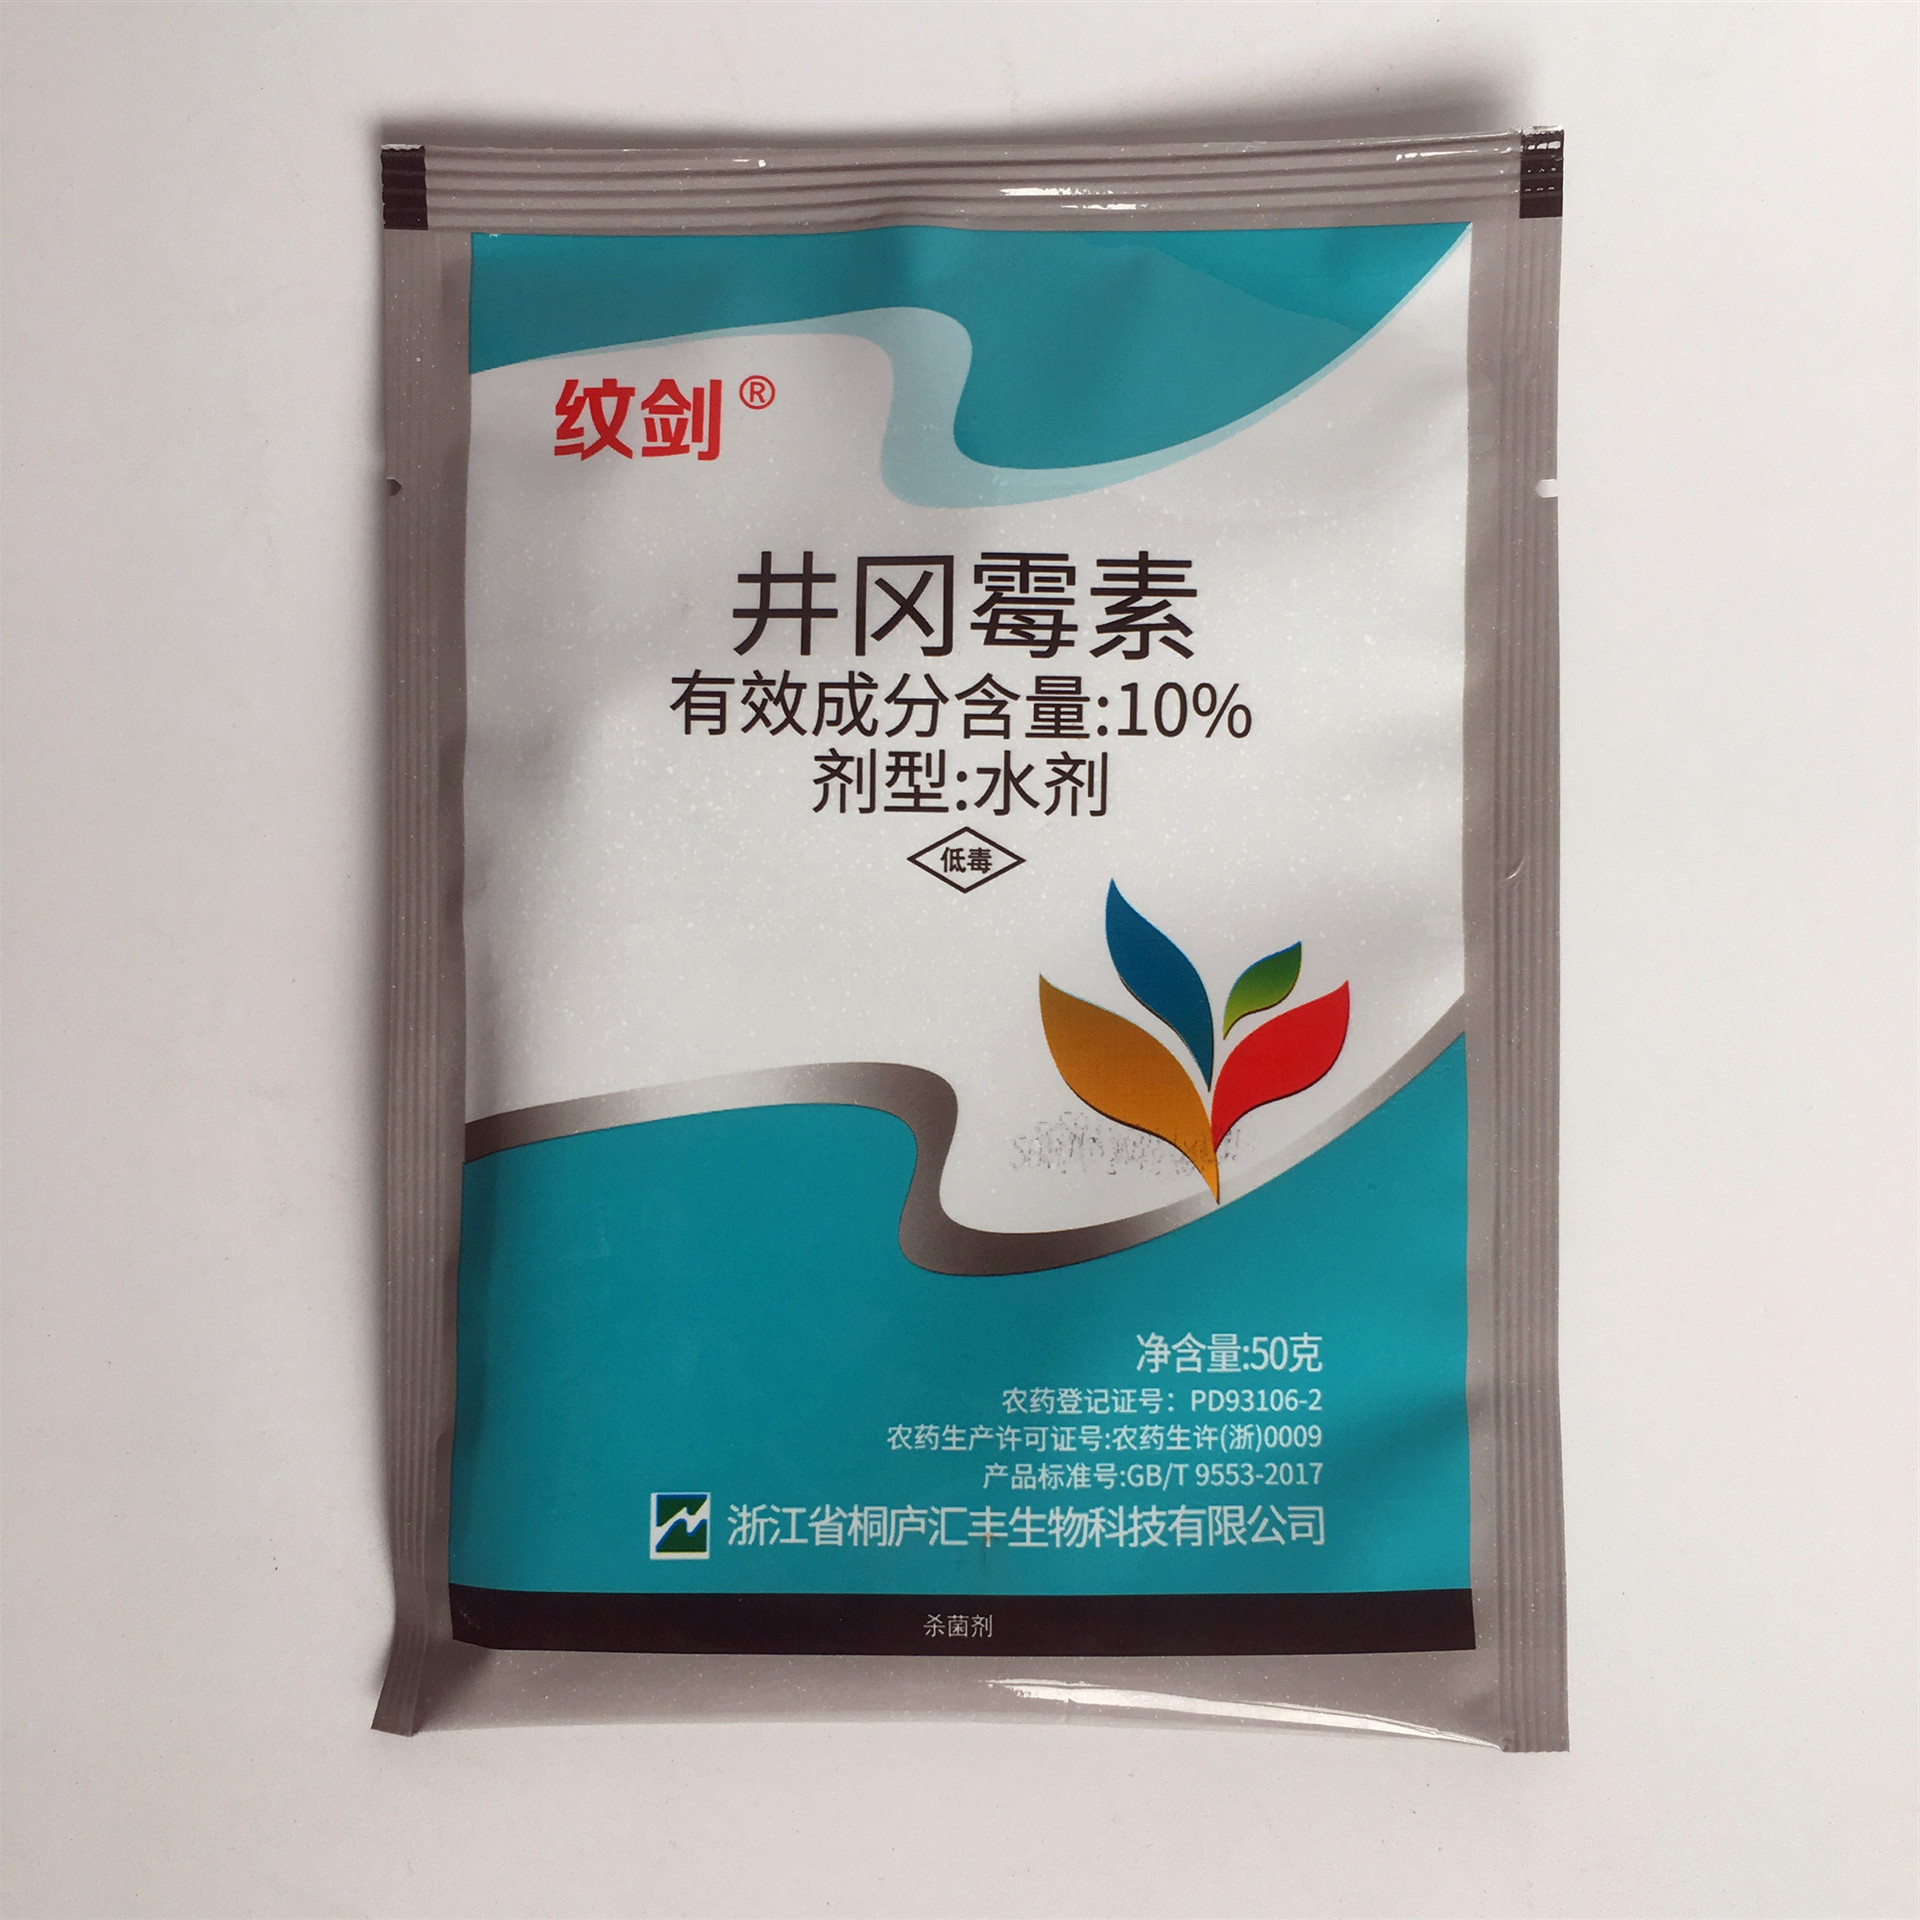 纹剑®
井冈霉素
有效成分含量:10%
剂型:水剂
低毒
净含量:50克
农药登记证号：PD93106-2
农药生产许可证号:农药生许(浙)0009
产品标准号:GB/T 9553-2017
浙江省桐庐汇丰生物科技有限公司
杀菌剂